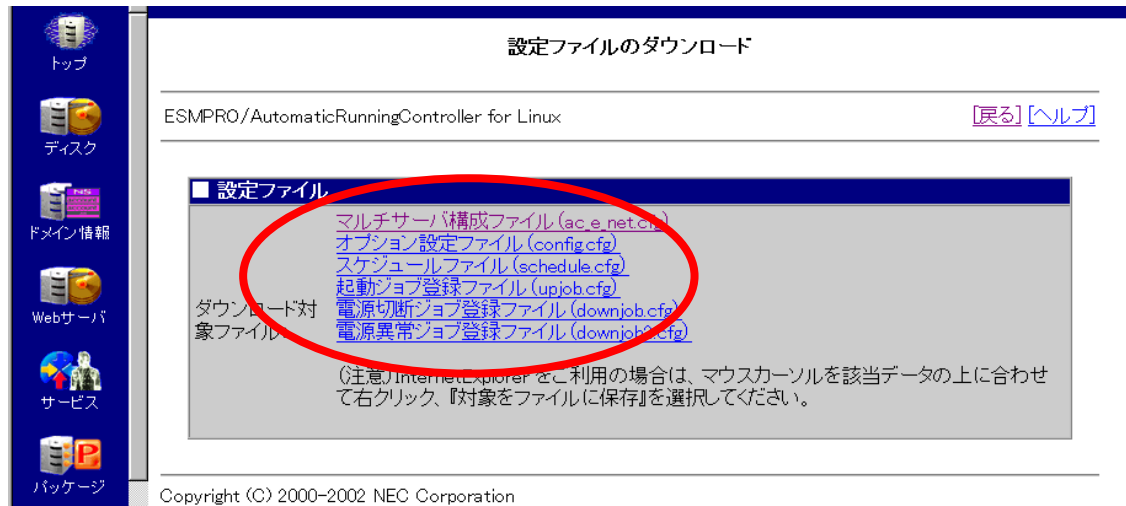 トップ
ディスク
ドメイン情報
Webサーバ
サービス
パッケージ
設定ファイルのダウンロード
ESMPRO/AutomaticRunningController for Linux
[戻る] [ヘルプ]
■ 設定ファイル
ダウンロード対
象ファイル
マルチサーバ構成ファイル (ac_e_net.cfg)
オプション設定ファイル (config.cfg)
スケジュールファイル (schedule.cfg)
起動ジョブ登録ファイル (upjob.cfg)
電源切断ジョブ登録ファイル (downjob.cfg)
電源異常ジョブ登録ファイル (downjob2.cfg)
(注意)InternetExplorerをご利用の場合は、マウスカーソルを該当データの上に合わせ
て右クリック、『対象をファイルに保存』を選択してください。
Copyright (C) 2000-2002 NEC Corporation